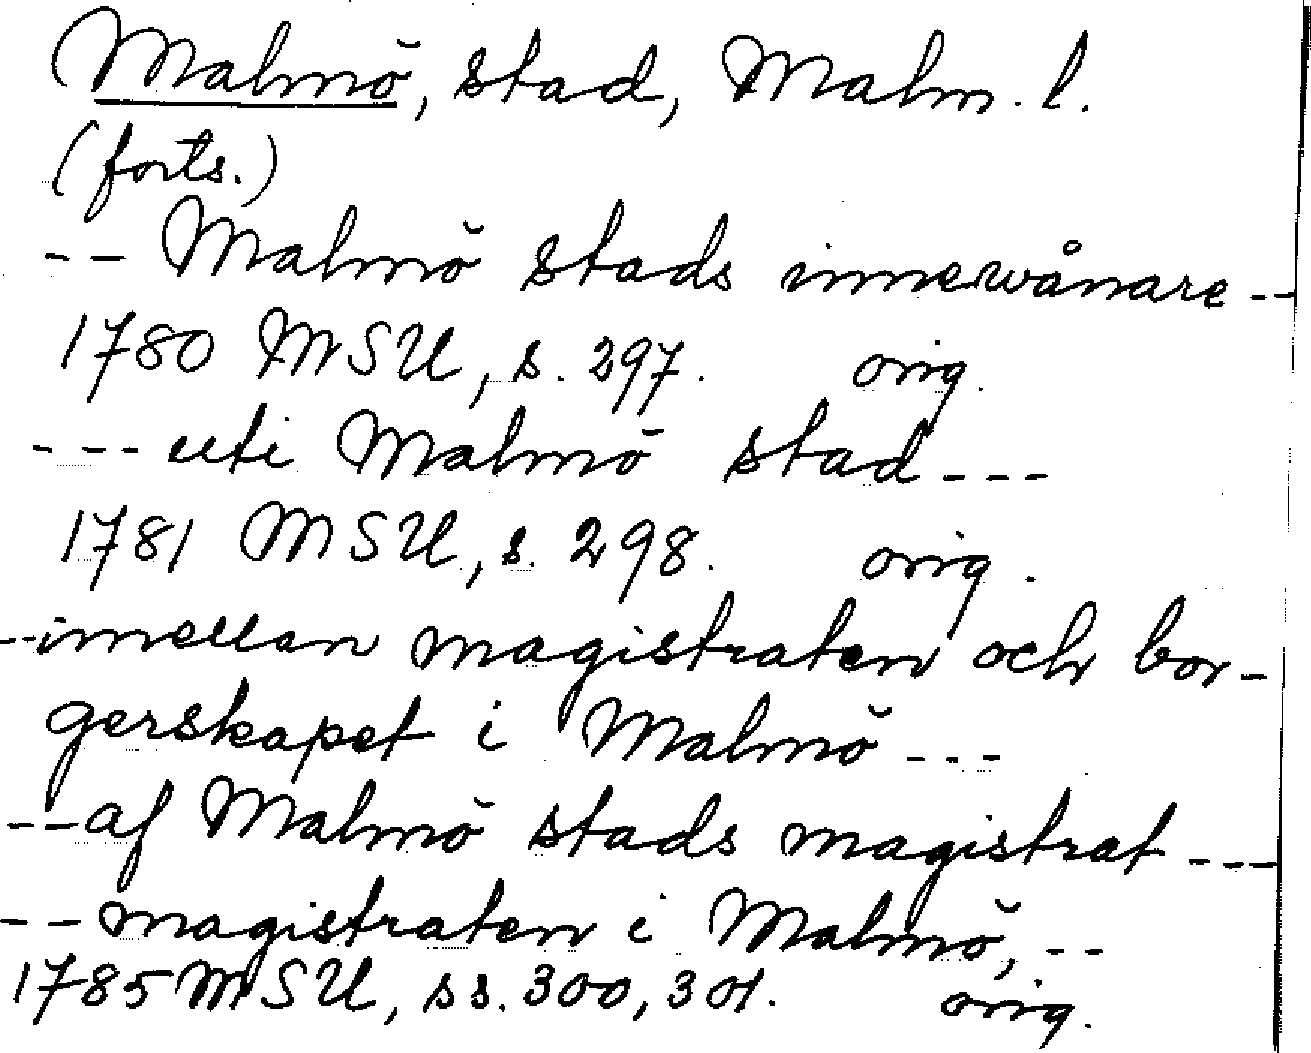 Malmö, stad, Malm. l.
(forts.)
-- Malmö stads innewånare --
1780 MSU, s. 297. orig.
--- uti Malmö stad ---
1781 MSU, s. 298. orig.
-- imellan magistraten och bor-
gerskapet i Malmö ---
-- af Malmö stads magistrat ---
-- magistraten i Malmö, --
1785 MSU, ss. 300, 301. orig.